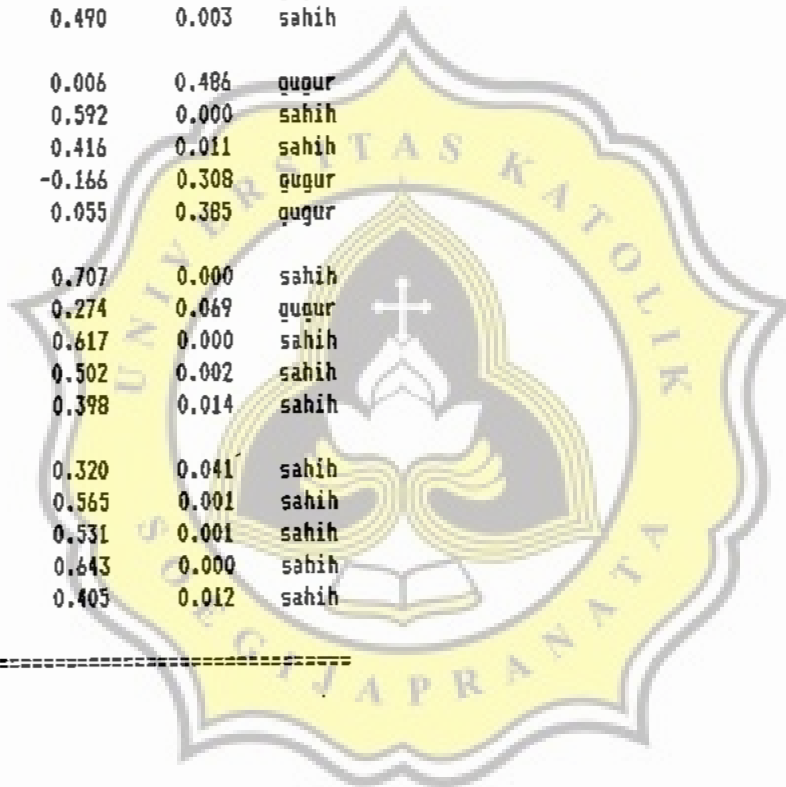 0.490 0.003 sahih
0.006 0.486 gugur
0.592 0.000 sahih
0.416 0.011 sahih
-0.166 0.308 gugur
0.055 0.385 gugur
0.707 0.000 sahih
0.274 0.069 gugur
0.617 0.000 sahih
0.502 0.002 sahih
0.398 0.014 sahih
0.320 0.041 sahih
0.565 0.001 sahih
0.531 0.001 sahih
0.643 0.000 sahih
0.405 0.012 sahih
==============================
UNIVERSITAS KATOLIK
SOEGIJAPRANATA